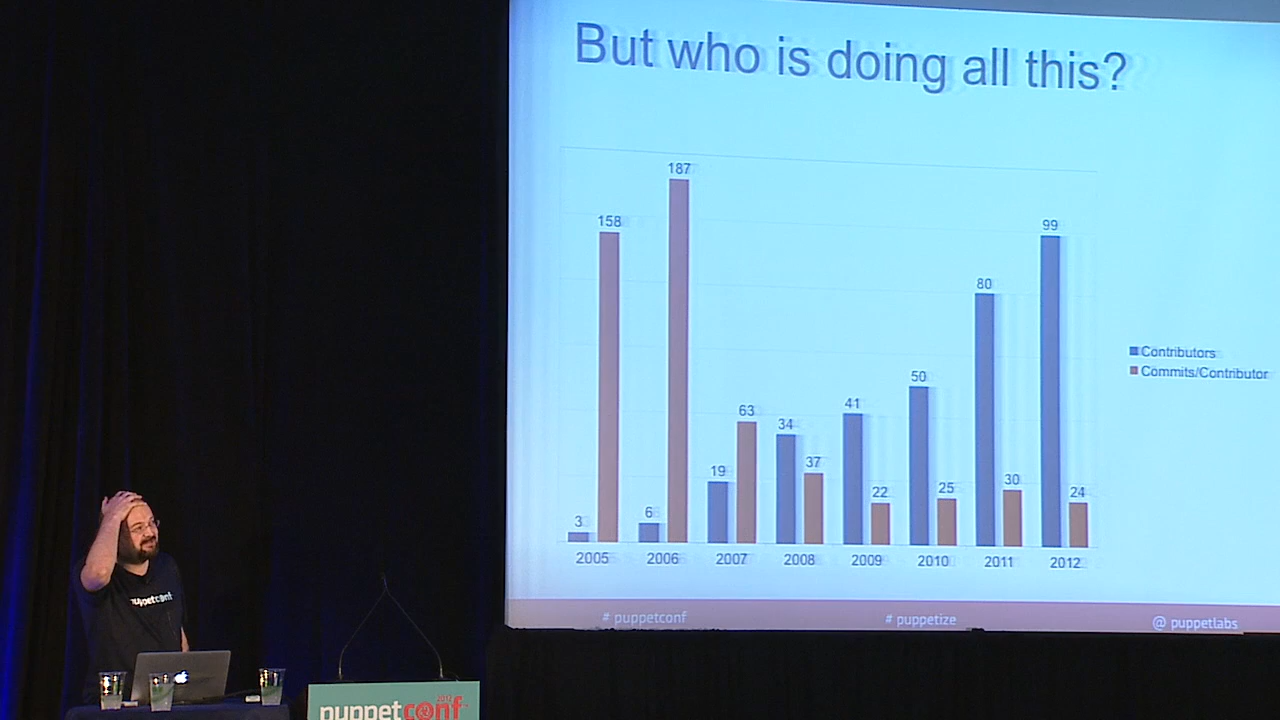 But who is doing all this?
187
158
99
80
63
50
41
34
37
19
22
25
30
24
3
6
2005 2006 2007 2008 2009 2010 2011 2012
Contributors
Commits/Contributor
# puppetconf # puppetize @ puppetlabs
puppetconf
2012
puppetconf